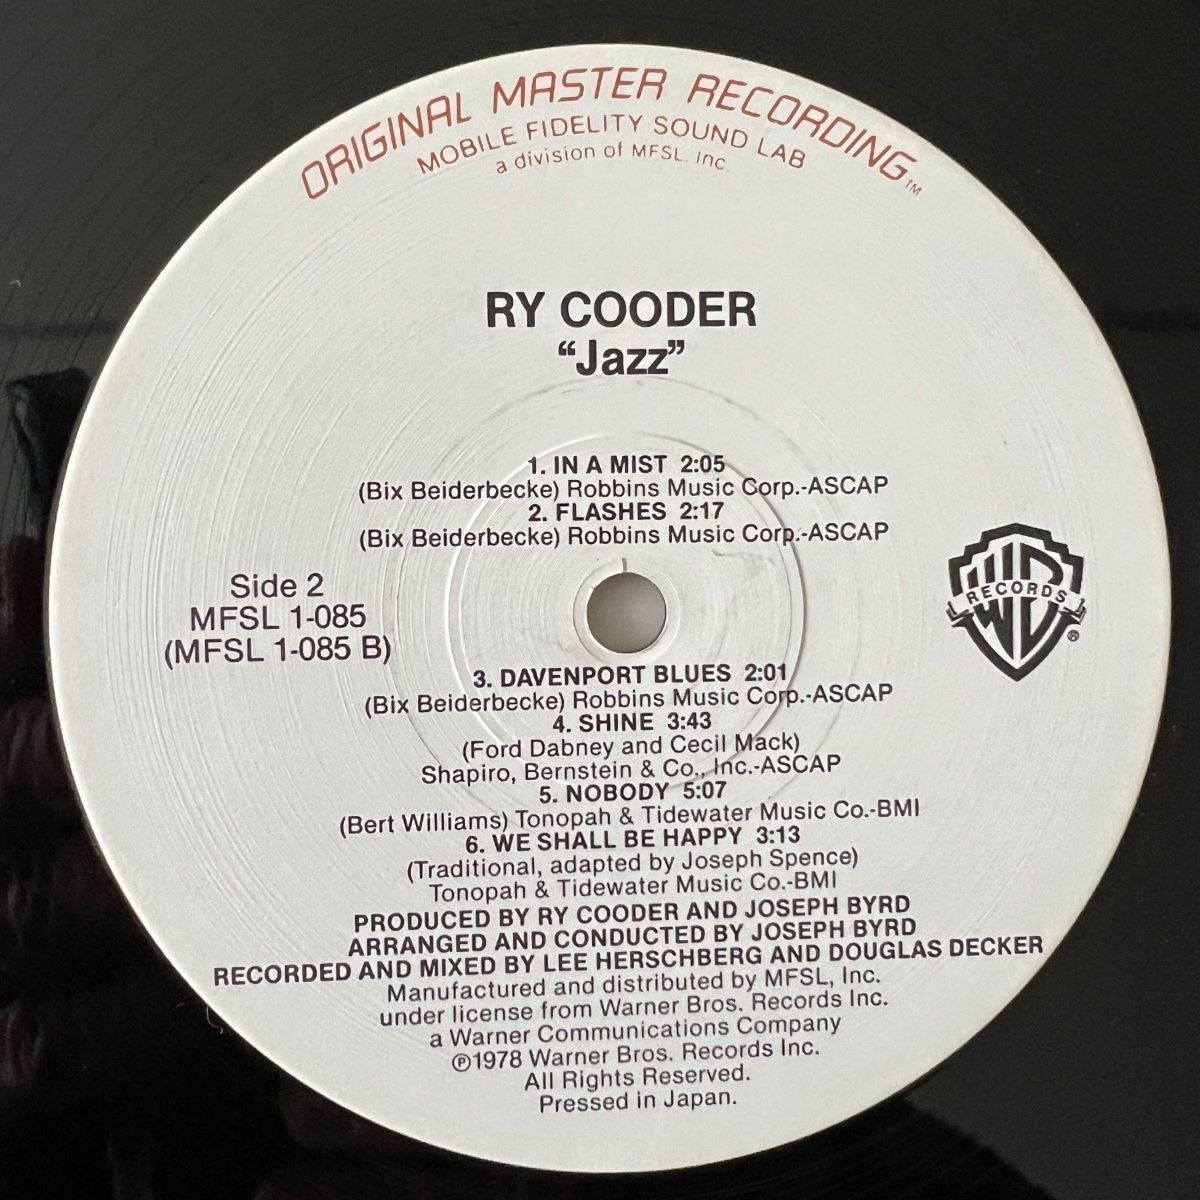 ORIGINAL MASTER RECORDING™
MOBILE FIDELITY SOUND LAB
a division of MFSL, inc.
RY COODER
“Jazz”
1. IN A MIST 2:05
(Bix Beiderbecke) Robbins Music Corp.-ASCAP
2. FLASHES 2:17
(Bix Beiderbecke) Robbins Music Corp.-ASCAP
Side 2
MFSL 1-085
(MFSL 1-085 B)
WB
RECORDS
®
3. DAVENPORT BLUES 2:01
(Bix Beiderbecke) Robbins Music Corp.-ASCAP
4. SHINE 3:43
(Ford Dabney and Cecil Mack)
Shapiro, Bernstein & Co., Inc.-ASCAP
5. NOBODY 5:07
(Bert Williams) Tonopah & Tidewater Music Co.-BMI
6. WE SHALL BE HAPPY 3:13
(Traditional, adapted by Joseph Spence)
Tonopah & Tidewater Music Co.-BMI
PRODUCED BY RY COODER AND JOSEPH BYRD
ARRANGED AND CONDUCTED BY JOSEPH BYRD
RECORDED AND MIXED BY LEE HERSCHBERG AND DOUGLAS DECKER
Manufactured and distributed by MFSL, Inc.
under license from Warner Bros. Records Inc.
a Warner Communications Company
℗1978 Warner Bros. Records Inc.
All Rights Reserved.
Pressed in Japan.